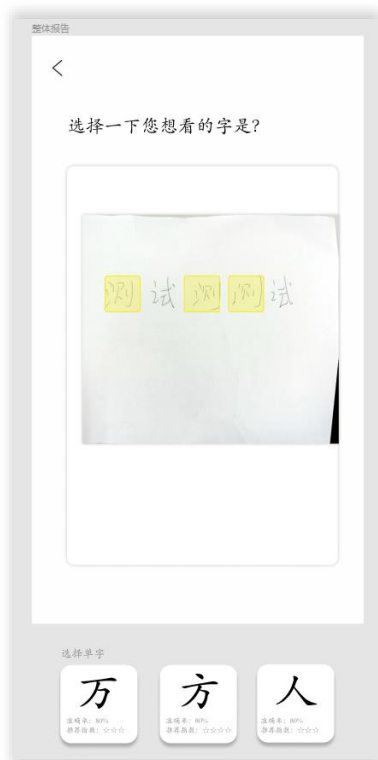 整体报告
选择一下您想看的字是?
测 试 测 测 试
选择单字
万 方 人
准确率: 80% 准确率: 80% 准确率: 80%
推荐指数: ☆☆☆ 推荐指数: ☆☆☆☆ 推荐指数: ☆☆☆